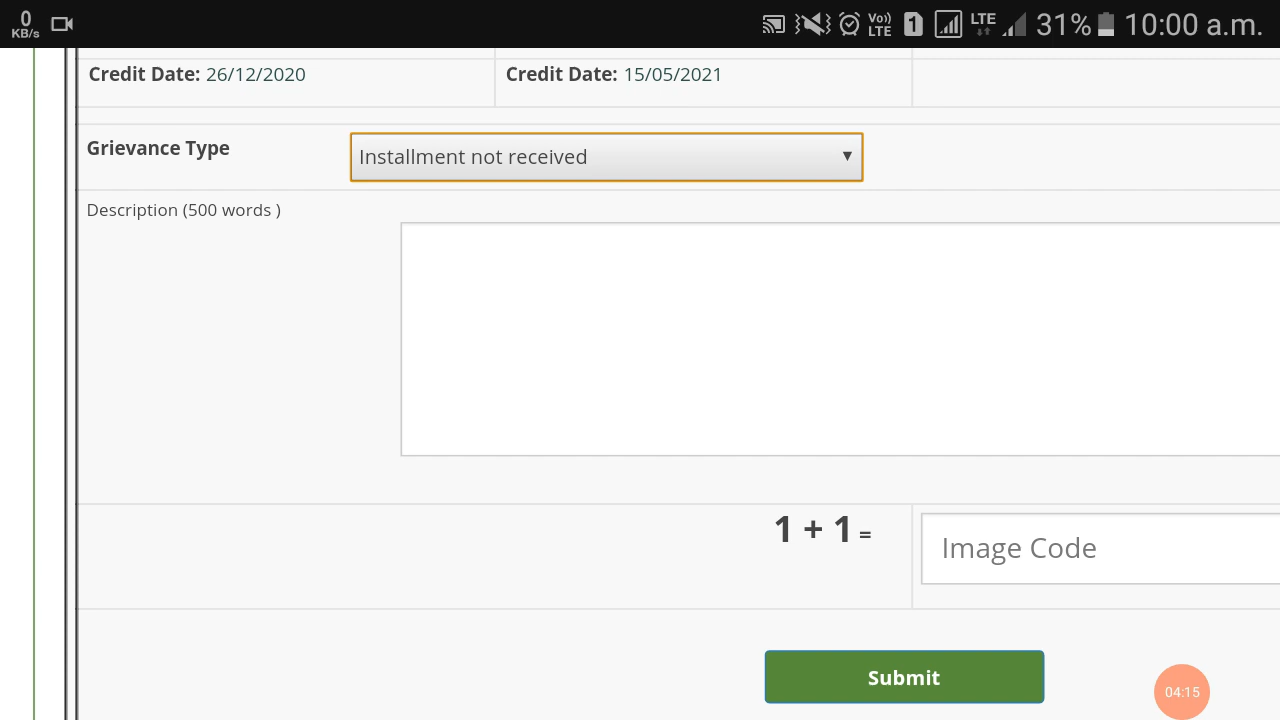 0
KB/s
Vo))
LTE
1
LTE
31%
10:00 a.m.
Credit Date: 26/12/2020
Credit Date: 15/05/2021
Grievance Type
Installment not received
Description (500 words )
1 + 1 =
Image Code
Submit
04:15